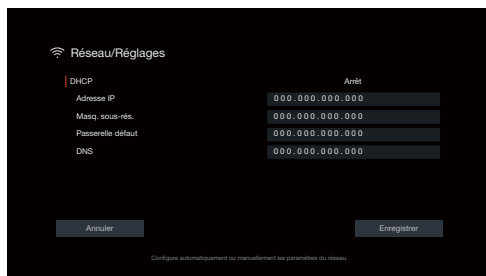 Réseau/Réglages
DHCP Arrêt
Adresse IP 000.000.000.000
Masq. sous-rés. 000.000.000.000
Passerelle défaut 000.000.000.000
DNS 000.000.000.000
Annuler Enregistrer
Configure automatiquement ou manuellement les paramètres du réseau.